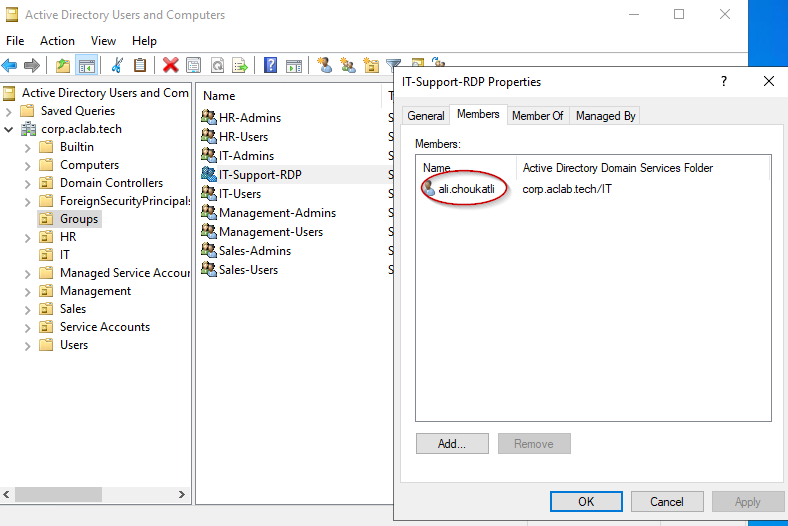 Active Directory Users and Computers
File Action View Help
Active Directory Users and Com
Saved Queries
corp.aclab.tech
Builtin
Computers
Domain Controllers
ForeignSecurityPrincipals
Groups
HR
IT
Managed Service Accour
Management
Sales
Service Accounts
Users
Name T
HR-Admins S
HR-Users S
IT-Admins S
IT-Support-RDP S
IT-Users S
Management-Admins S
Management-Users S
Sales-Admins S
Sales-Users S
IT-Support-RDP Properties
General Members Member Of Managed By
Members:
Name Active Directory Domain Services Folder
ali.choukatli corp.aclab.tech/IT
Add... Remove
OK Cancel Apply